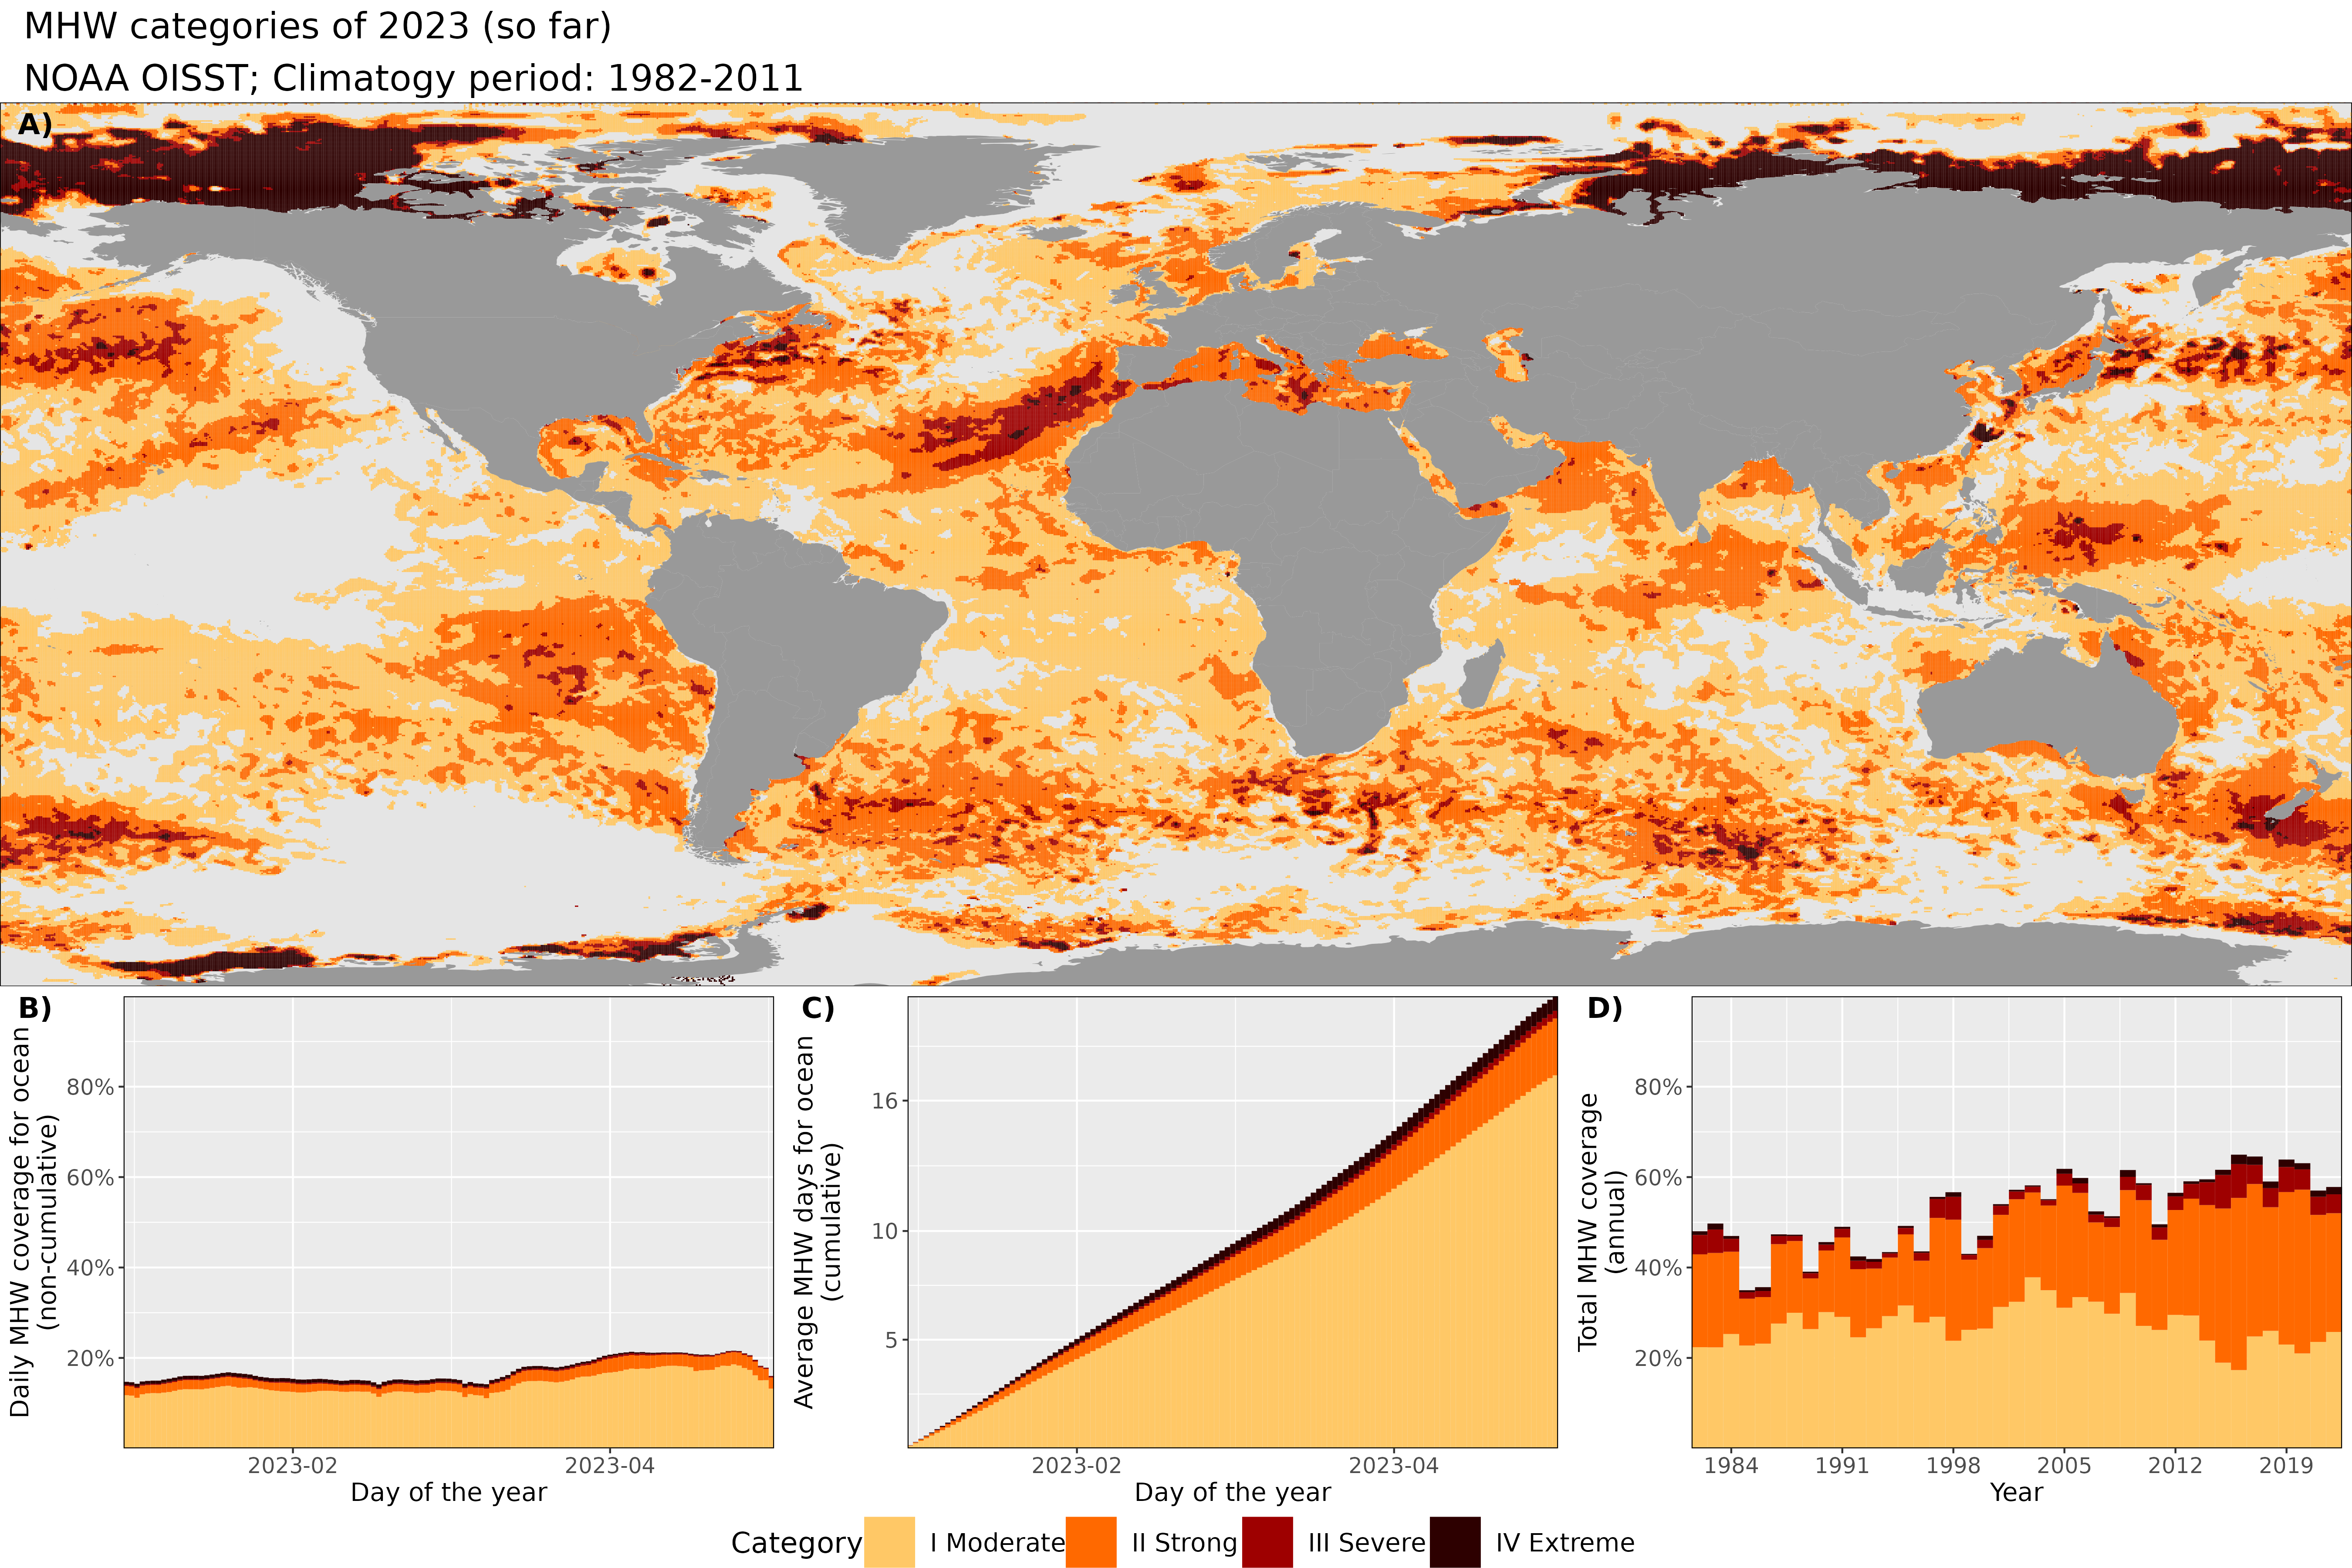 MHW categories of 2023 (so far)
NOAA OISST; Climatogy period: 1982-2011
A)
B)
Daily MHW coverage for ocean
(non-cumulative)
80%
60%
40%
20%
2023-02
2023-04
Day of the year
C)
Average MHW days for ocean
(cumulative)
16
10
5
2023-02
2023-04
Day of the year
D)
Total MHW coverage
(annual)
80%
60%
40%
20%
1984
1991
1998
2005
2012
2019
Year
Category I Moderate II Strong III Severe IV Extreme